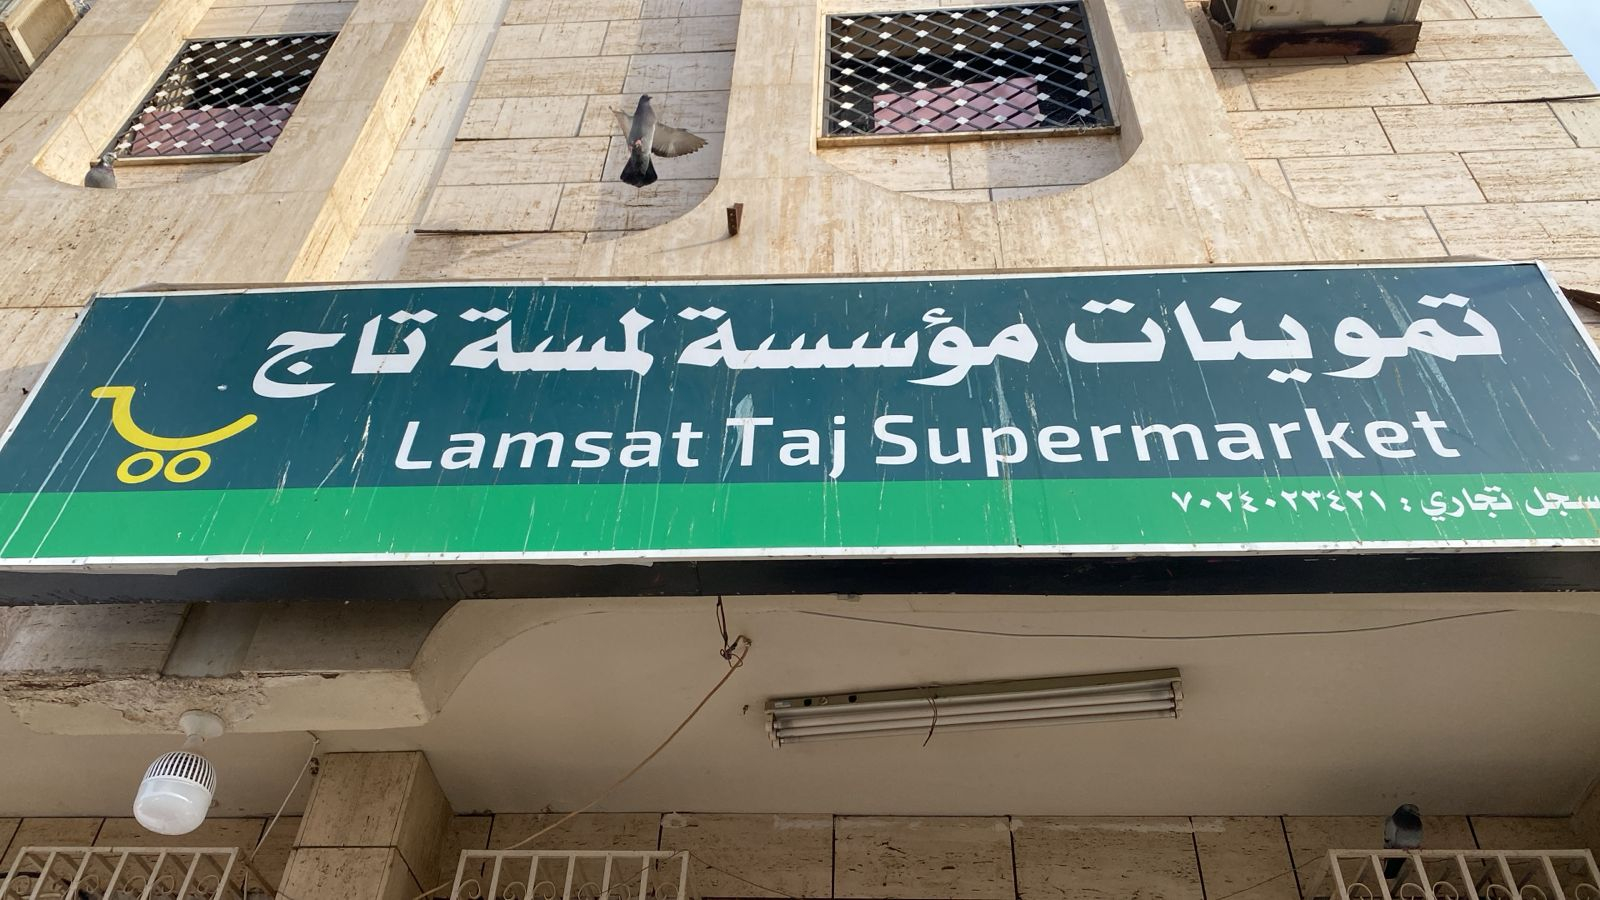 تموينات مؤسسة لمسة تاج
Lamsat Taj Supermarket
سجل تجاري : ٧٠٢٤٠٢٣٤٢١